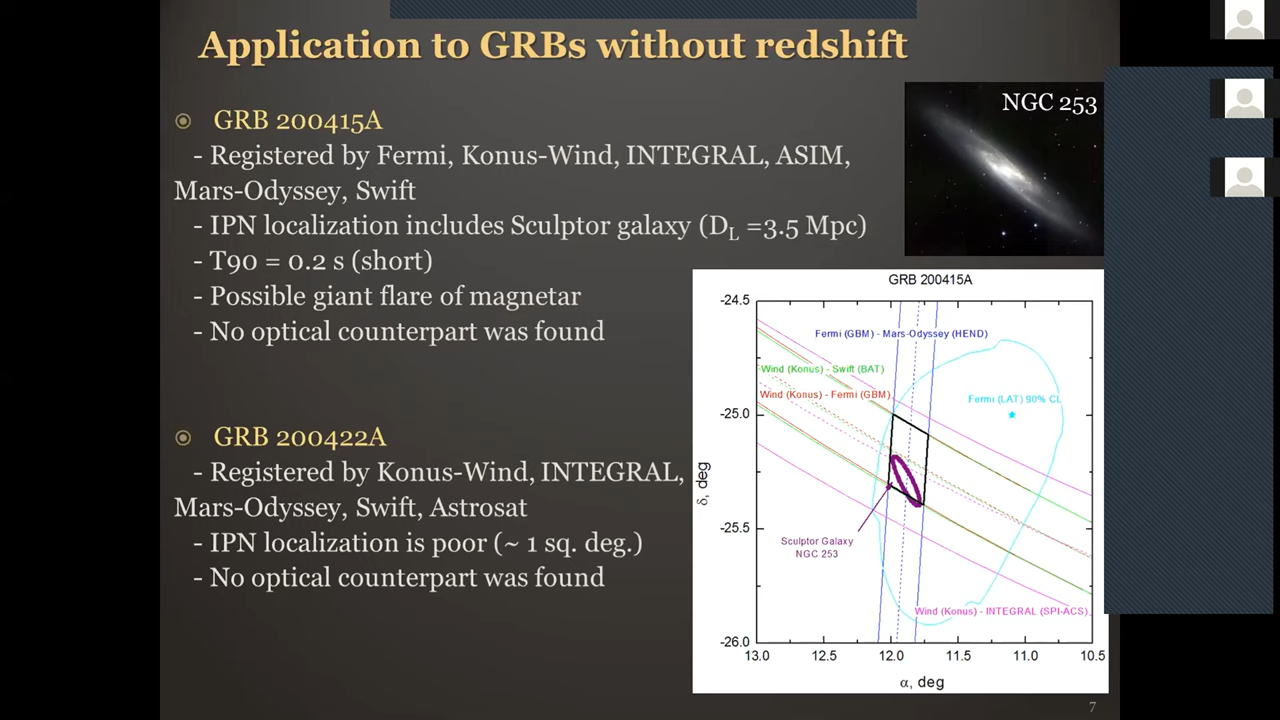 Application to GRBs without redshift
GRB 200415A
- Registered by Fermi, Konus-Wind, INTEGRAL, ASIM,
Mars-Odyssey, Swift
- IPN localization includes Sculptor galaxy (DL =3.5 Mpc)
- T90 = 0.2 s (short)
- Possible giant flare of magnetar
- No optical counterpart was found
GRB 200422A
- Registered by Konus-Wind, INTEGRAL,
Mars-Odyssey, Swift, Astrosat
- IPN localization is poor (~ 1 sq. deg.)
- No optical counterpart was found
NGC 253
GRB 200415A
-24.5
Fermi (GBM) - Mars-Odyssey (HEND)
Wind (Konus) - Swift (BAT)
Wind (Konus) - Fermi (GBM)
Fermi (LAT) 90% CL
-25.0
δ, deg
-25.5
Sculptor Galaxy
NGC 253
Wind (Konus) - INTEGRAL (SPI-ACS)
-26.0
13.0 12.5 12.0 11.5 11.0 10.5
α, deg
7